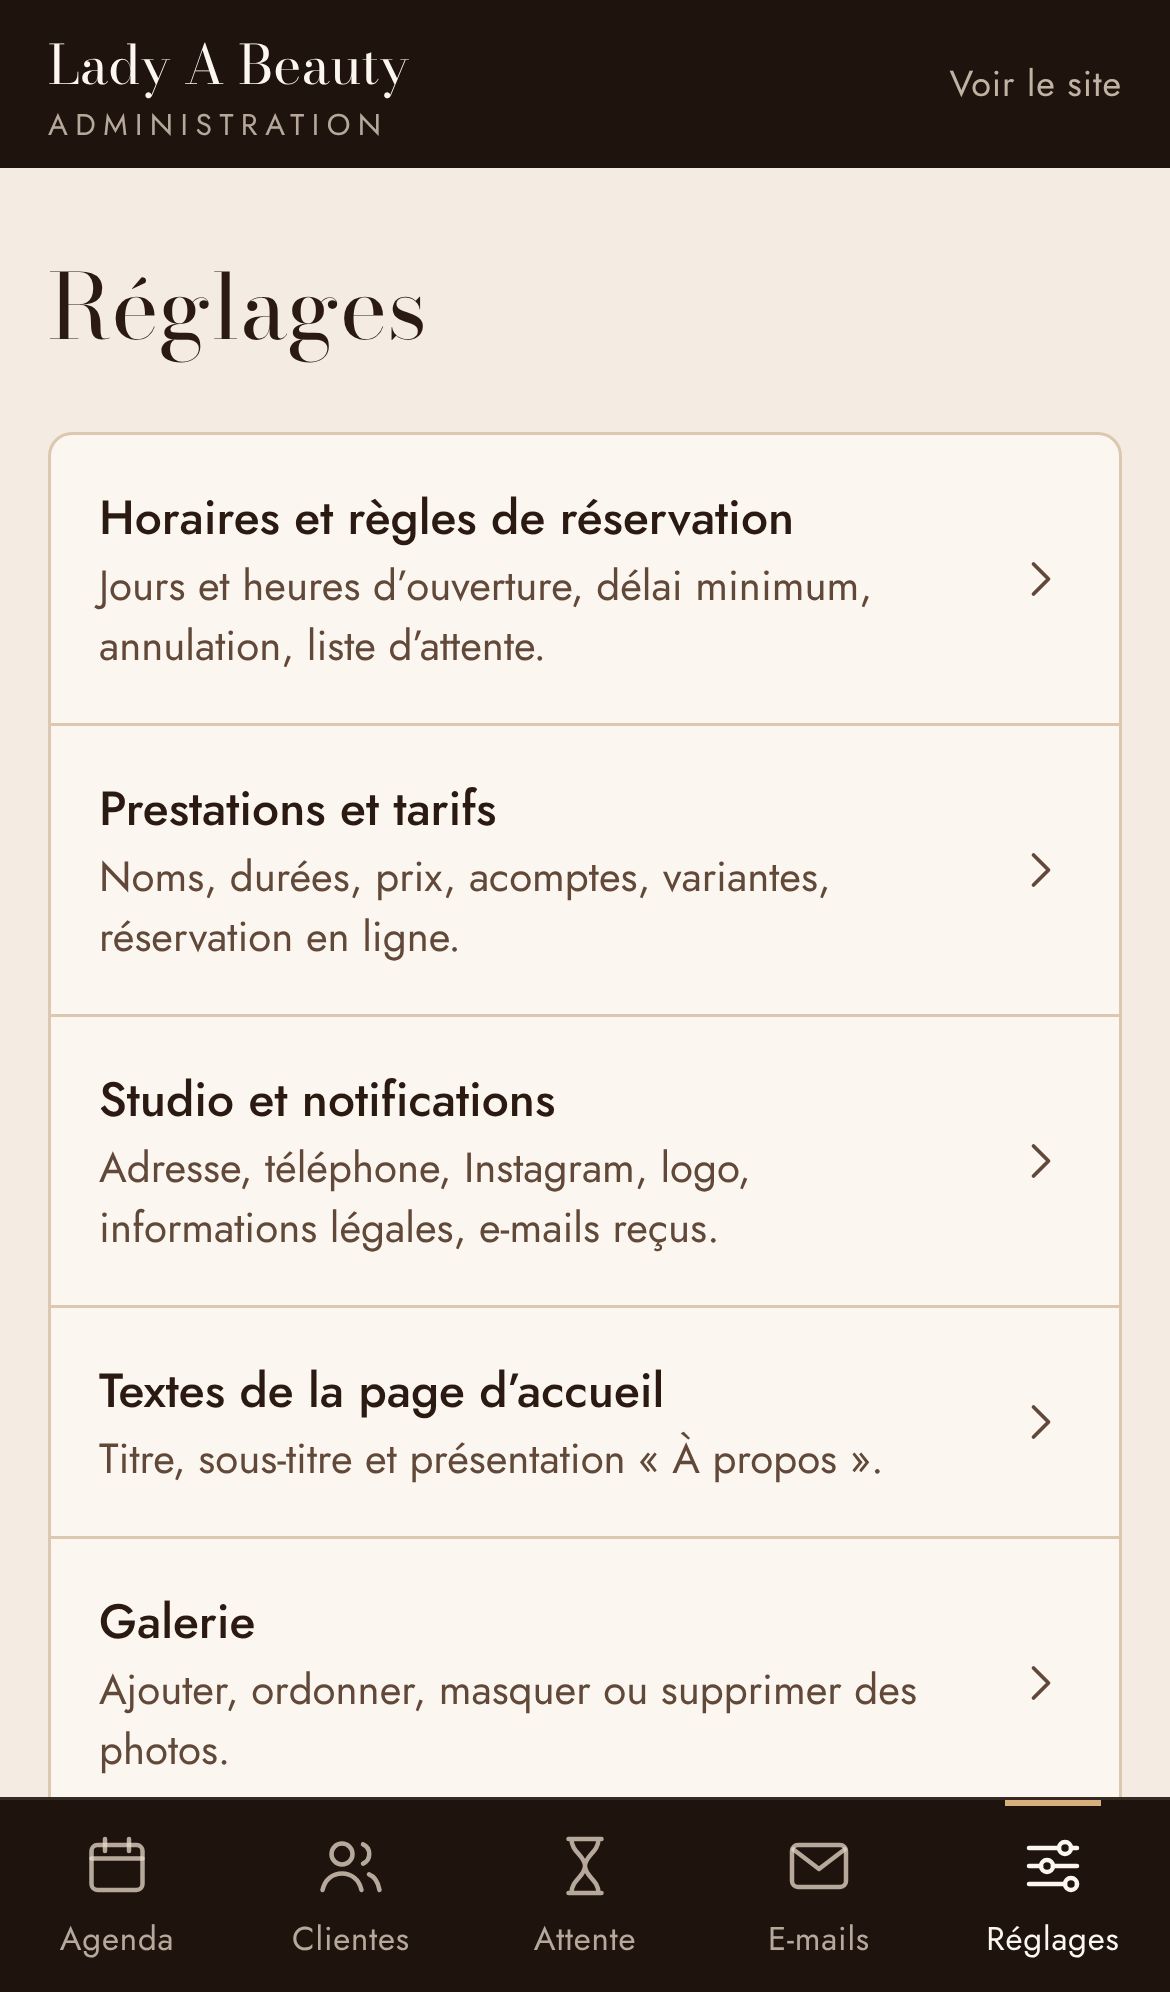 Lady A Beauty
ADMINISTRATION
Voir le site
Réglages
Horaires et règles de réservation
Jours et heures d’ouverture, délai minimum,
annulation, liste d’attente.
Prestations et tarifs
Noms, durées, prix, acomptes, variantes,
réservation en ligne.
Studio et notifications
Adresse, téléphone, Instagram, logo,
informations légales, e-mails reçus.
Textes de la page d’accueil
Titre, sous-titre et présentation « À propos ».
Galerie
Ajouter, ordonner, masquer ou supprimer des
photos.
Agenda
Clientes
Attente
E-mails
Réglages